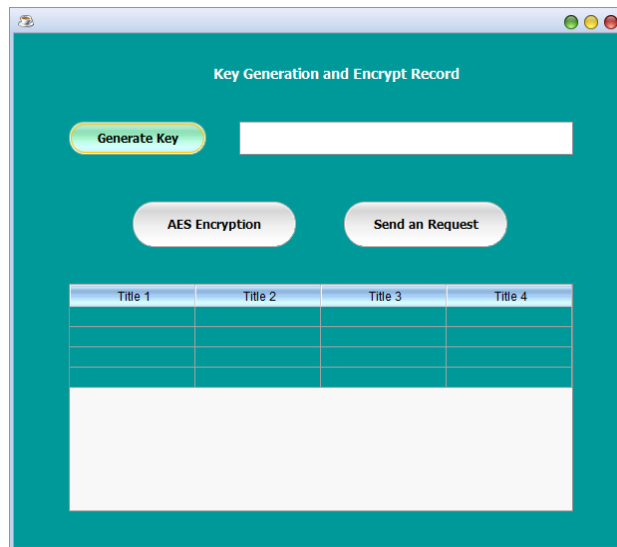 Key Generation and Encrypt Record
Generate Key
AES Encryption Send an Request
Title 1 Title 2 Title 3 Title 4